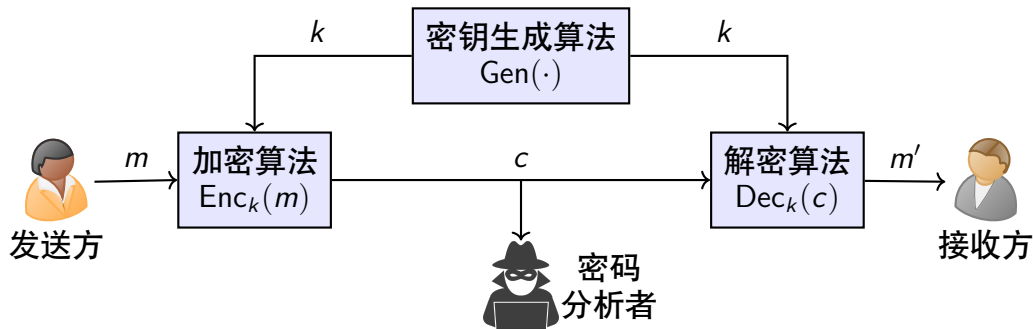 k
密钥生成算法
Gen(·)
k
m
加密算法
Enc_k(m)
c
解密算法
Dec_k(c)
m′
发送方
接收方
密码
分析者